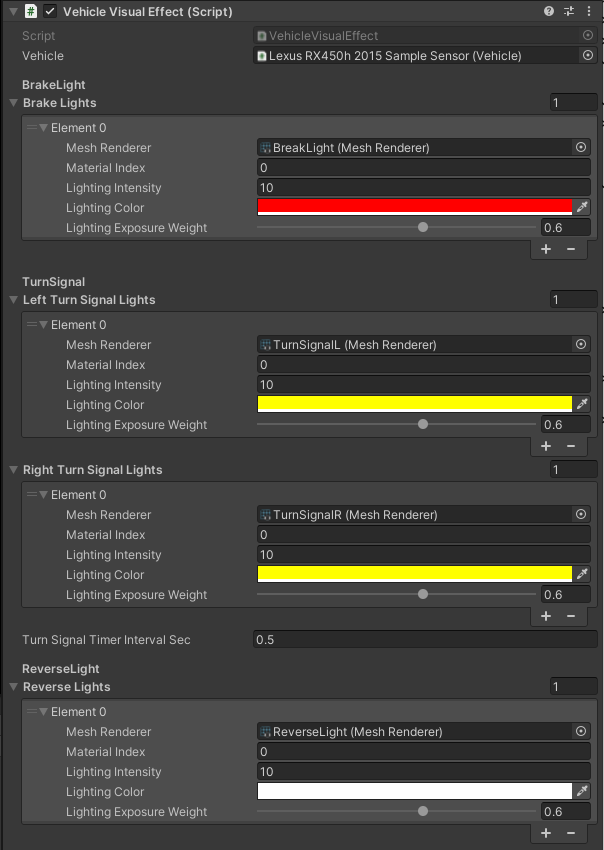 Vehicle Visual Effect (Script)
Script VehicleVisualEffect
Vehicle Lexus RX450h 2015 Sample Sensor (Vehicle)
BrakeLight
Brake Lights 1
Element 0
Mesh Renderer BreakLight (Mesh Renderer)
Material Index 0
Lighting Intensity 10
Lighting Color
Lighting Exposure Weight 0.6
+ −
TurnSignal
Left Turn Signal Lights 1
Element 0
Mesh Renderer TurnSignalL (Mesh Renderer)
Material Index 0
Lighting Intensity 10
Lighting Color
Lighting Exposure Weight 0.6
+ −
Right Turn Signal Lights 1
Element 0
Mesh Renderer TurnSignalR (Mesh Renderer)
Material Index 0
Lighting Intensity 10
Lighting Color
Lighting Exposure Weight 0.6
+ −
Turn Signal Timer Interval Sec 0.5
ReverseLight
Reverse Lights 1
Element 0
Mesh Renderer ReverseLight (Mesh Renderer)
Material Index 0
Lighting Intensity 10
Lighting Color
Lighting Exposure Weight 0.6
+ −